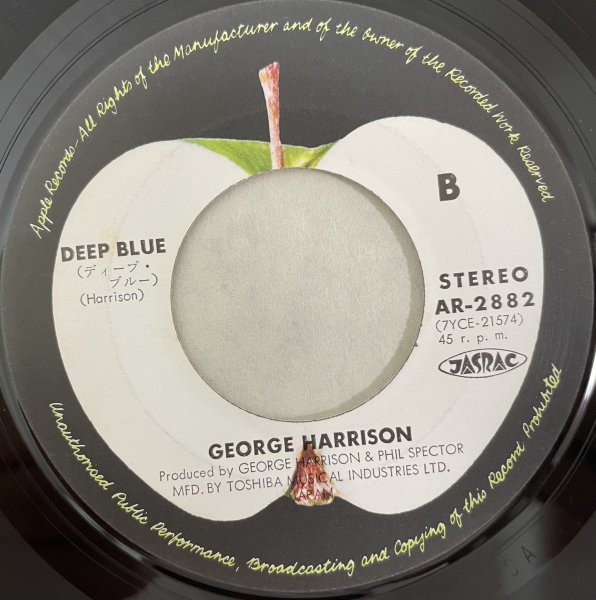 Apple Records-All Rights of the Manufacturer and of the Owner of the Recorded Work Reserved
B
DEEP BLUE
(ディープ・
ブルー)
(Harrison)
STEREO
AR-2882
(7YCE-21574)
45 r. p. m.
JASRAC
GEORGE HARRISON
Produced by GEORGE HARRISON & PHIL SPECTOR
MFD. BY TOSHIBA MUSICAL INDUSTRIES LTD.
JAPAN
Unauthorised Public Performance, Broadcasting and Copying of this Record Prohibited